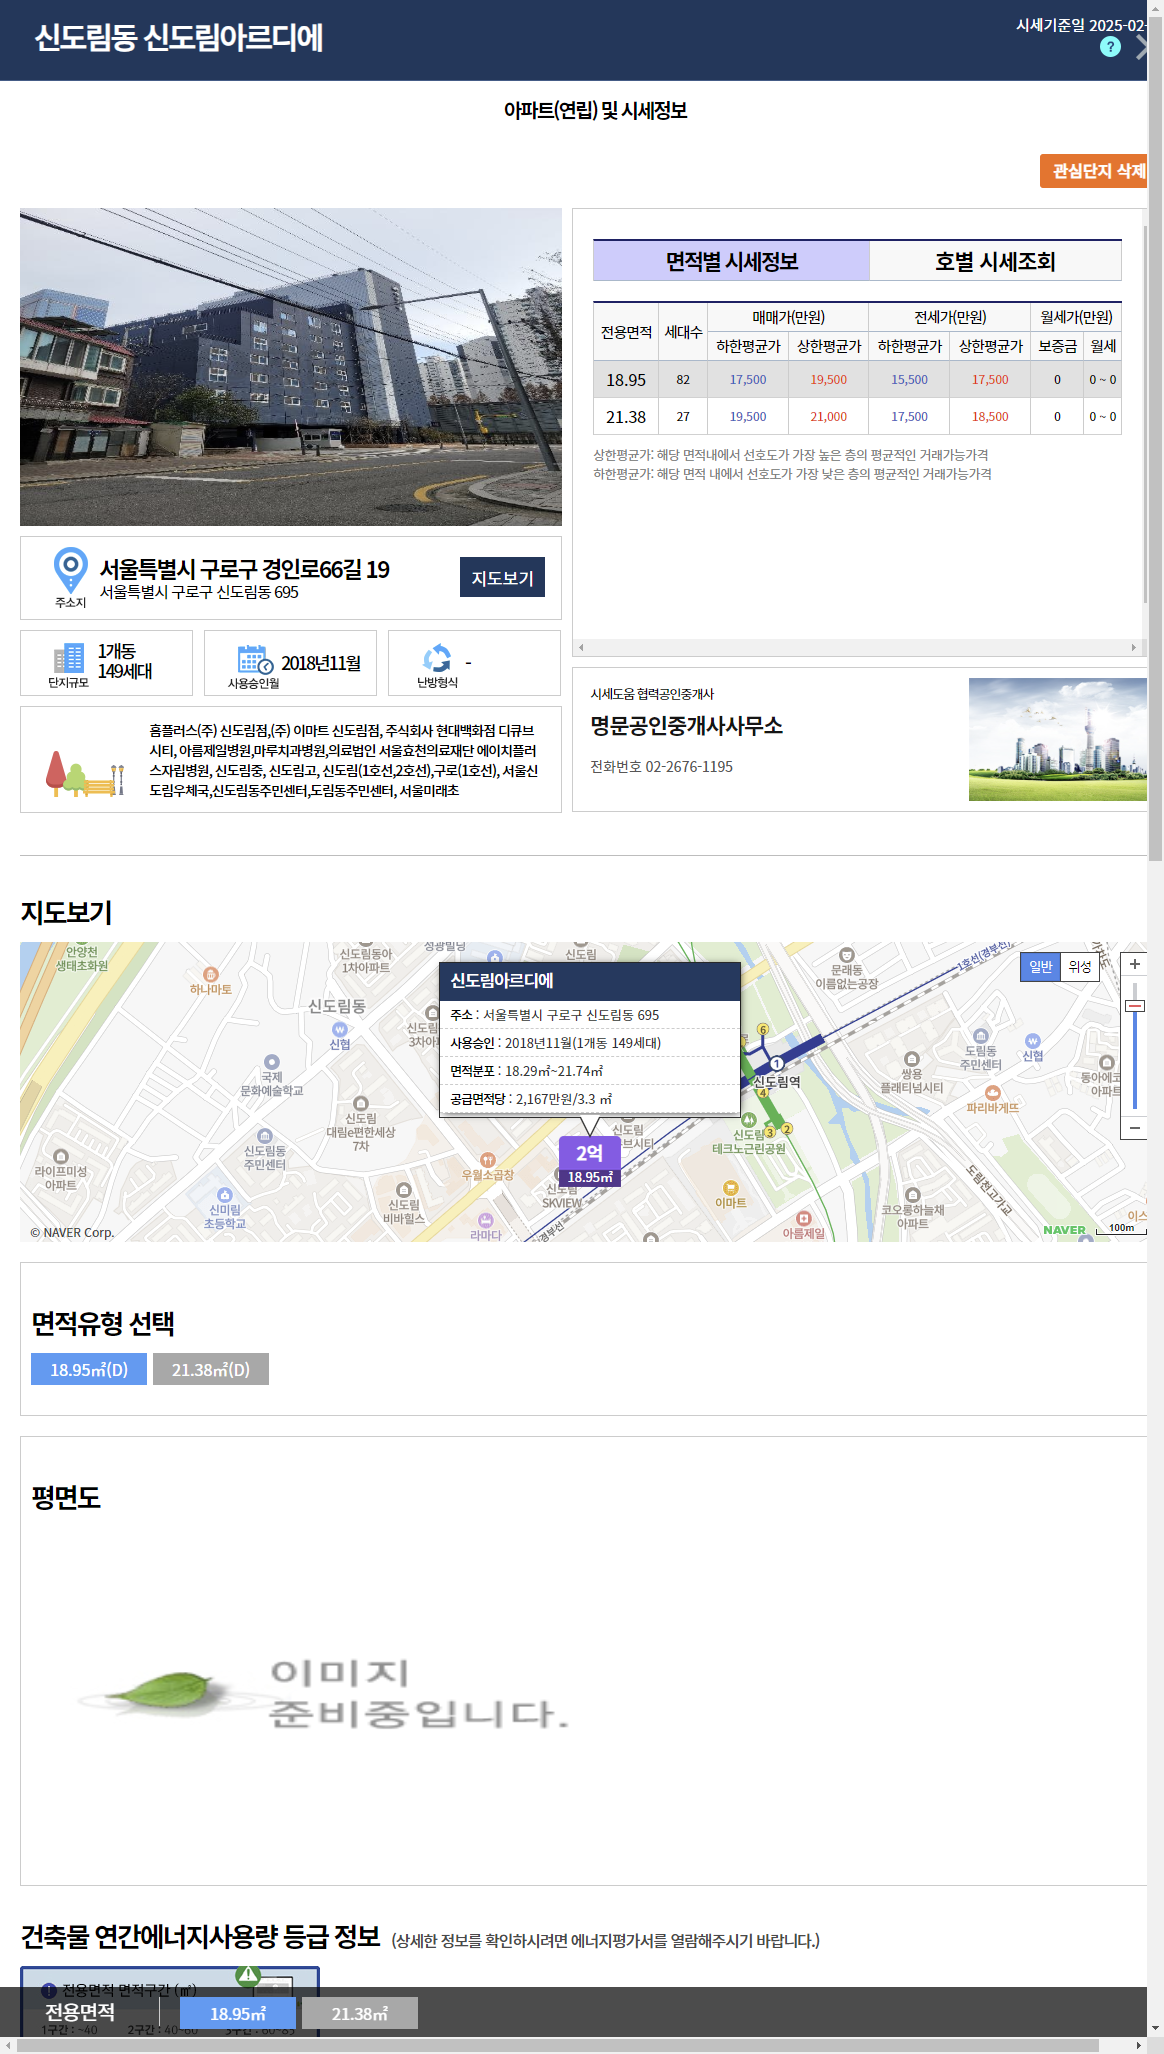 신도림동 신도림아르디에
시세기준일 2025-02-
?
아파트(연립) 및 시세정보
관심단지 삭제
면적별 시세정보 호별 시세조회
전용면적 세대수 매매가(만원) 전세가(만원) 월세가(만원)
하한평균가 상한평균가 하한평균가 상한평균가 보증금 월세
18.95 82 17,500 19,500 15,500 17,500 0 0 ~ 0
21.38 27 19,500 21,000 17,500 18,500 0 0 ~ 0
상한평균가: 해당 면적내에서 선호도가 가장 높은 층의 평균적인 거래가능가격
하한평균가: 해당 면적 내에서 선호도가 가장 낮은 층의 평균적인 거래가능가격
주소지
서울특별시 구로구 경인로66길 19
서울특별시 구로구 신도림동 695
지도보기
단지규모
1개동
149세대
사용승인월
2018년11월
난방형식
-
홈플러스(주) 신도림점,(주) 이마트 신도림점, 주식회사 현대백화점 디큐브
시티, 아름제일병원,마루치과병원,의료법인 서울효천의료재단 에이치플러
스자림병원, 신도림중, 신도림고, 신도림(1호선,2호선),구로(1호선), 서울신
도림우체국,신도림동주민센터,도림동주민센터, 서울미래초
시세도움 협력공인중개사
명문공인중개사사무소
전화번호 02-2676-1195
지도보기
안양천
생태초화원
하나마토
신도림동아
1차아파트
성광빌딩
신도림
신도림동
신협
신도림
3차아파
국제
문화예술학교
신도림
대림e편한세상
7차
신도림동
주민센터
라이프미성
아파트
신미림
초등학교
신도림
비바힐스
우월소곱창
라마다
신도림
SKVIEW
경부선
신도림
브시티
신도림아르디에
주소 : 서울특별시 구로구 신도림동 695
사용승인 : 2018년11월(1개동 149세대)
면적분포 : 18.29㎡~21.74㎡
공급면적당 : 2,167만원/3.3 ㎡
2억
18.95㎡
문래동
이름없는공장
1호선(경부선)
6
1
신도림역
4
3
2
신도림
테크노근린공원
이마트
아름제일
쌍용
플래티넘시티
도림동
주민센터
신협
파리바게뜨
동아에코
아파트
도림천고가교
코오롱하늘채
아파트
이스
일반 위성
+
−
NAVER
100m
© NAVER Corp.
면적유형 선택
18.95㎡(D) 21.38㎡(D)
평면도
이미지
준비중입니다.
건축물 연간에너지사용량 등급 정보 (상세한 정보를 확인하시려면 에너지평가서를 열람해주시기 바랍니다.)
전용면적 면적구간 (㎡)
전용면적 18.95㎡ 21.38㎡
1구간 : ~40 2구간 : 40~60 3구간 : 60~85